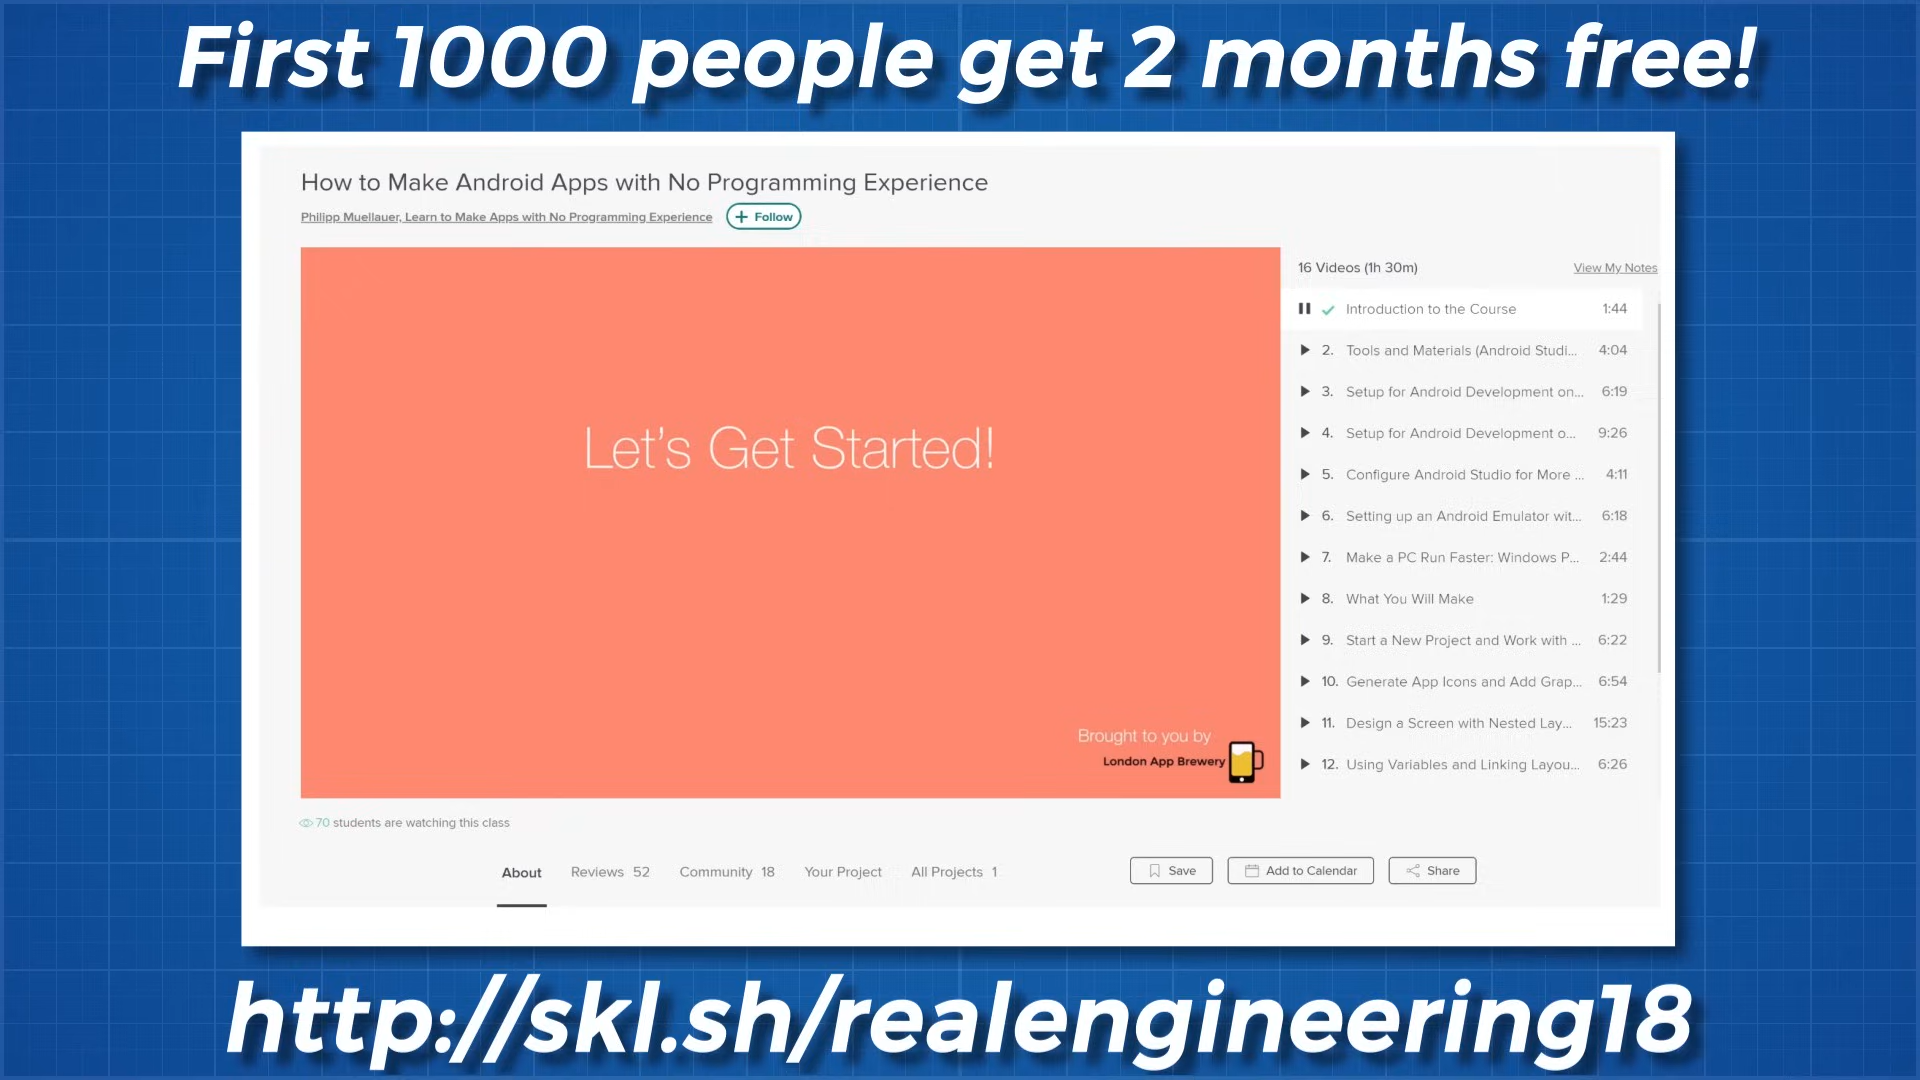 First 1000 people get 2 months free!
How to Make Android Apps with No Programming Experience
Philipp Muellauer, Learn to Make Apps with No Programming Experience
+ Follow
16 Videos (1h 30m)
View My Notes
Introduction to the Course 1:44
2. Tools and Materials (Android Studi... 4:04
3. Setup for Android Development on... 6:19
4. Setup for Android Development o... 9:26
5. Configure Android Studio for More ... 4:11
6. Setting up an Android Emulator wit... 6:18
7. Make a PC Run Faster: Windows P... 2:44
8. What You Will Make 1:29
9. Start a New Project and Work with ... 6:22
10. Generate App Icons and Add Grap... 6:54
11. Design a Screen with Nested Lay... 15:23
12. Using Variables and Linking Layou... 6:26
Let's Get Started!
Brought to you by
London App Brewery
70 students are watching this class
About
Reviews 52
Community 18
Your Project
All Projects 1
Save
Add to Calendar
Share
http://skl.sh/realengineering18